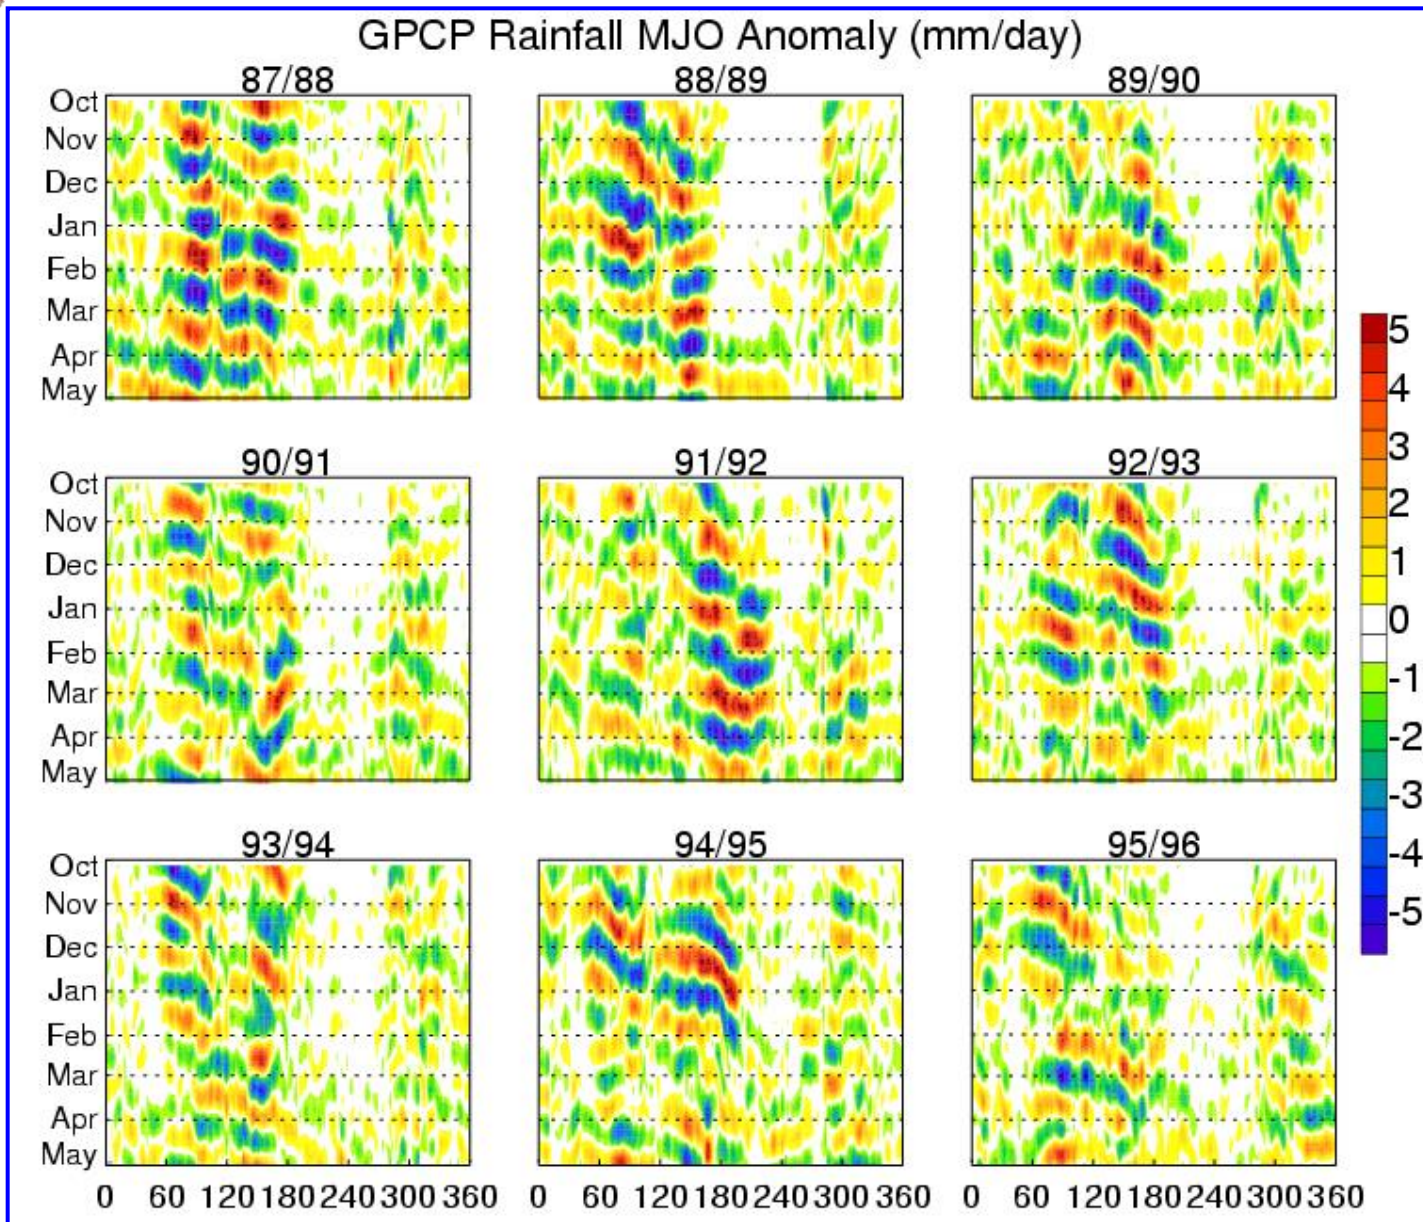 GPCP Rainfall MJO Anomaly (mm/day)
87/88 88/89 89/90
Oct
Nov
Dec
Jan
Feb
Mar
Apr
May
90/91 91/92 92/93
Oct
Nov
Dec
Jan
Feb
Mar
Apr
May
93/94 94/95 95/96
Oct
Nov
Dec
Jan
Feb
Mar
Apr
May
0 60 120 180 240 300 360 0 60 120 180 240 300 360 0 60 120 180 240 300 360
5
4
3
2
1
0
-1
-2
-3
-4
-5